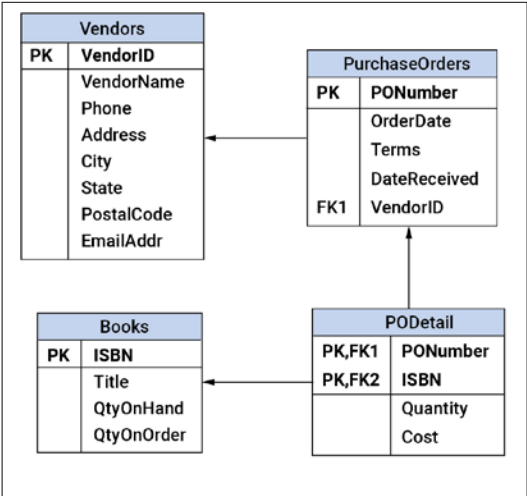 Vendors
PK VendorID
VendorName
Phone
Address
City
State
PostalCode
EmailAddr
PurchaseOrders
PK PONumber
OrderDate
Terms
DateReceived
FK1 VendorID
Books
PK ISBN
Title
QtyOnHand
QtyOnOrder
PODetail
PK,FK1 PONumber
PK,FK2 ISBN
Quantity
Cost